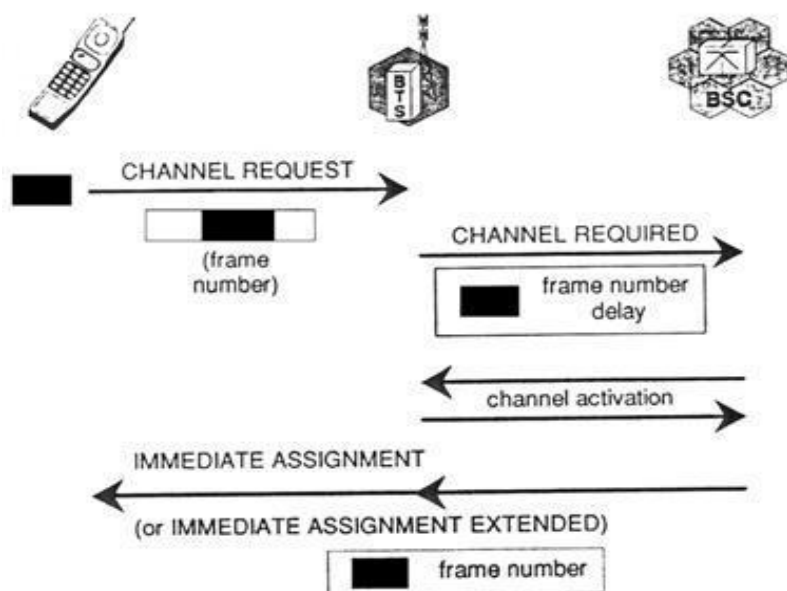 BTS
BSC
CHANNEL REQUEST
(frame
number)
CHANNEL REQUIRED
frame number
delay
channel activation
IMMEDIATE ASSIGNMENT
(or IMMEDIATE ASSIGNMENT EXTENDED)
frame number